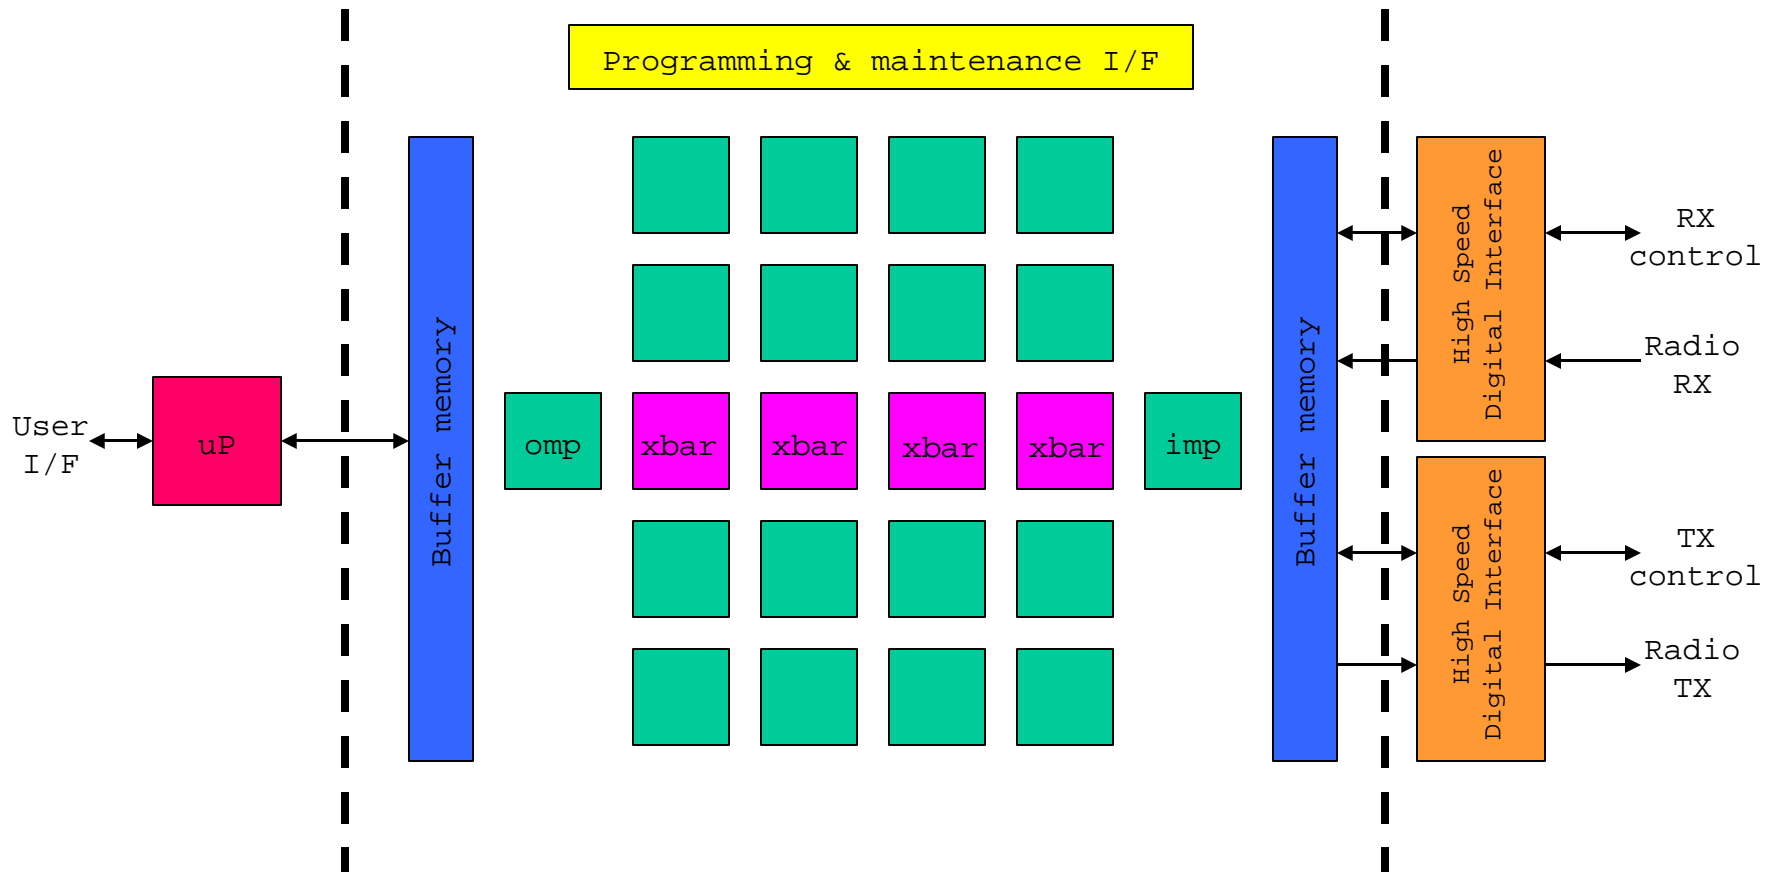 Programming & maintenance I/F
User
I/F
uP
Buffer memory
omp
xbar
xbar
xbar
xbar
imp
Buffer memory
High Speed
Digital Interface
RX
control
Radio
RX
High Speed
Digital Interface
TX
control
Radio
TX